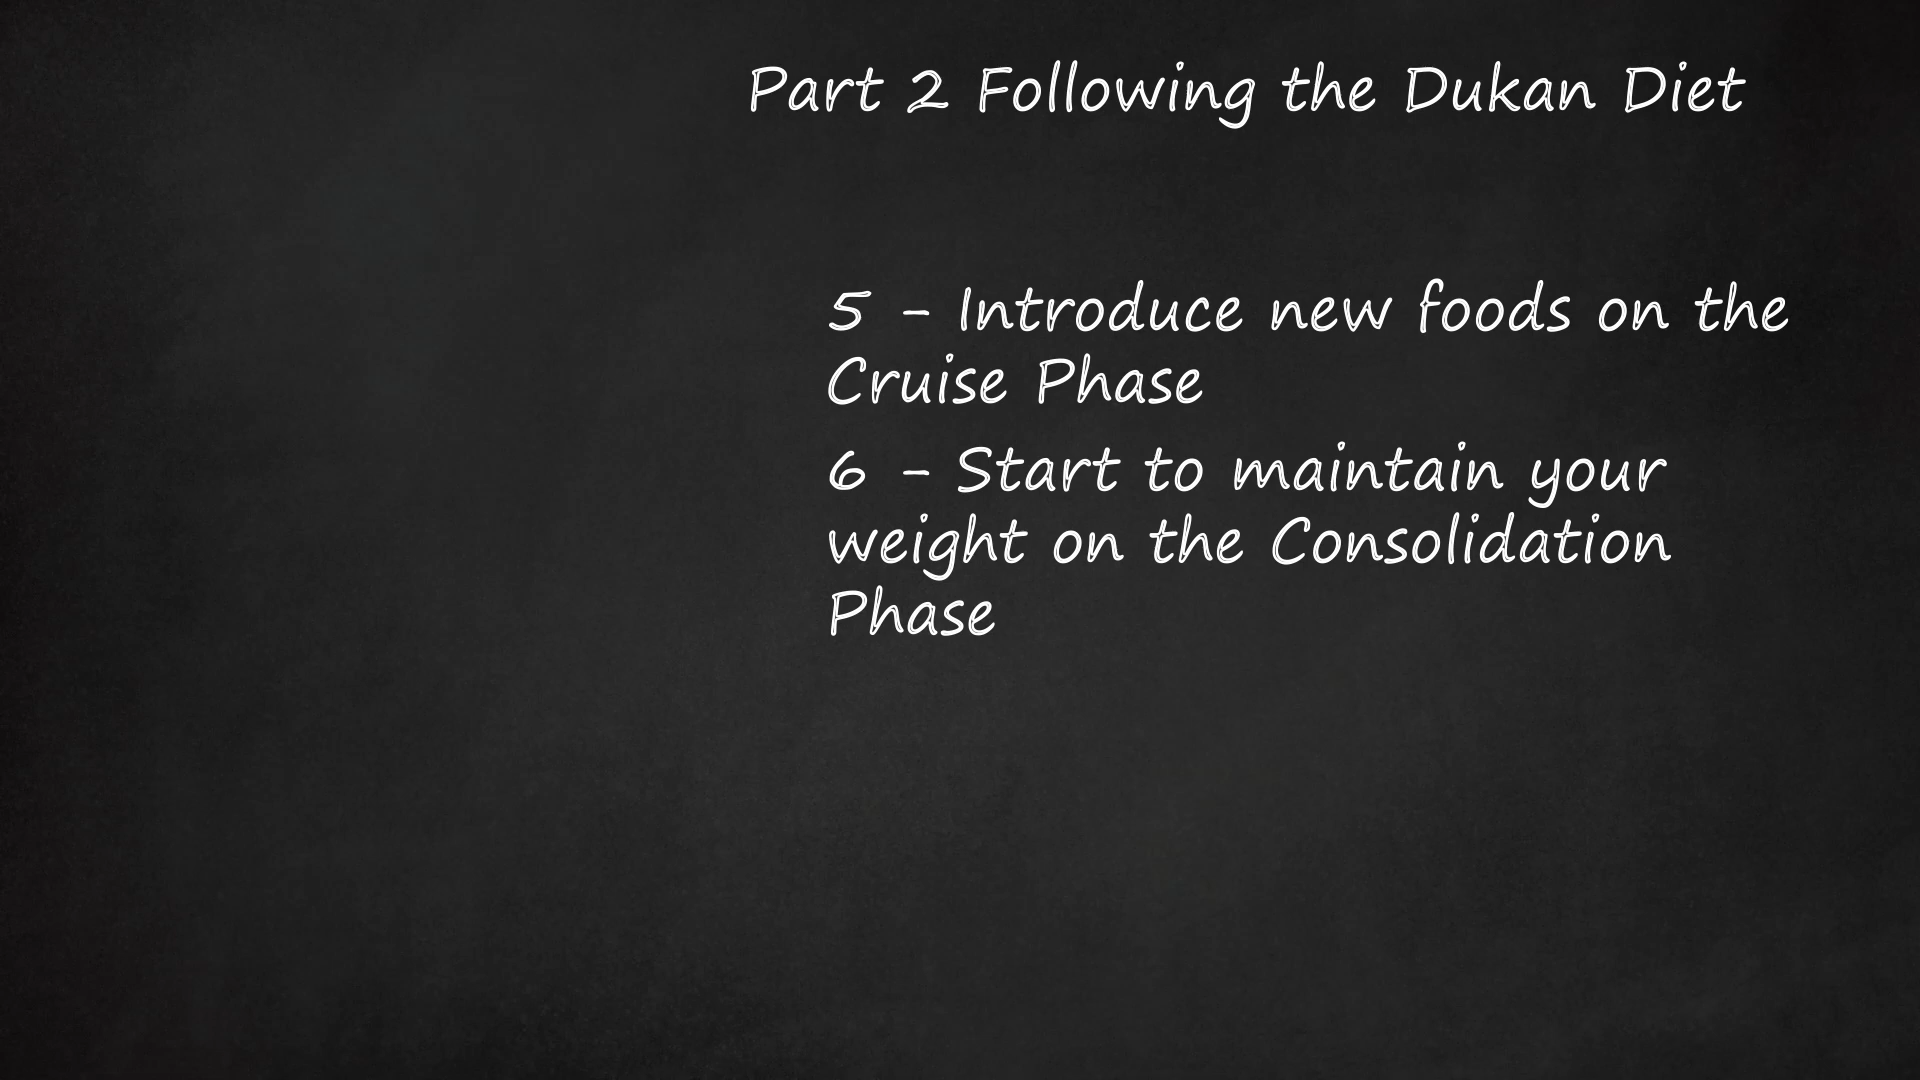 Part 2 Following the Dukan Diet
5 - Introduce new foods on the
Cruise Phase
6 - Start to maintain your
weight on the Consolidation
Phase